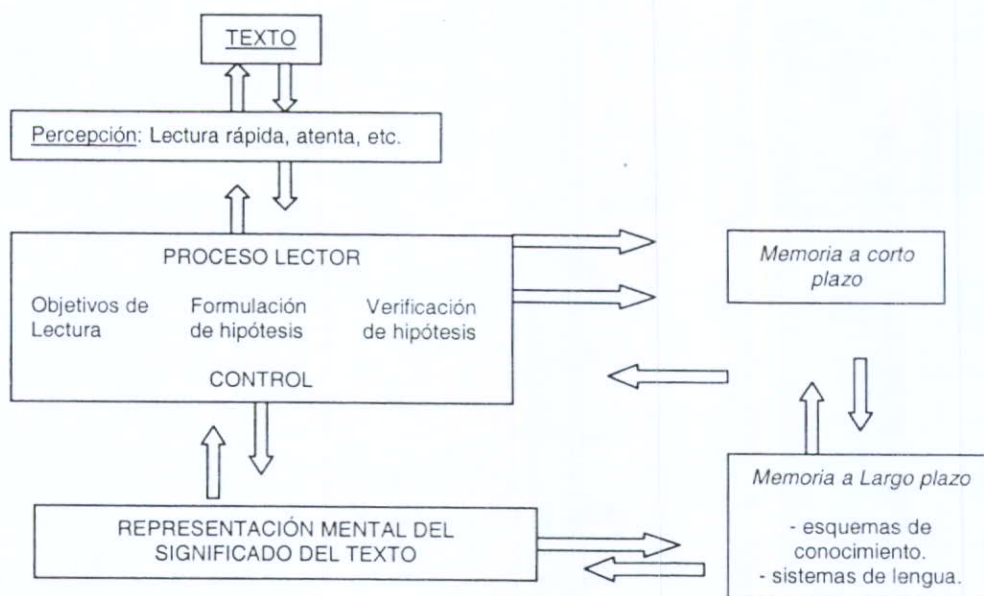 TEXTO
Percepción: Lectura rápida, atenta, etc.
PROCESO LECTOR
Objetivos de
Lectura
Formulación
de hipótesis
Verificación
de hipótesis
CONTROL
Memoria a corto
plazo
REPRESENTACIÓN MENTAL DEL
SIGNIFICADO DEL TEXTO
Memoria a Largo plazo
- esquemas de
conocimiento.
- sistemas de lengua.